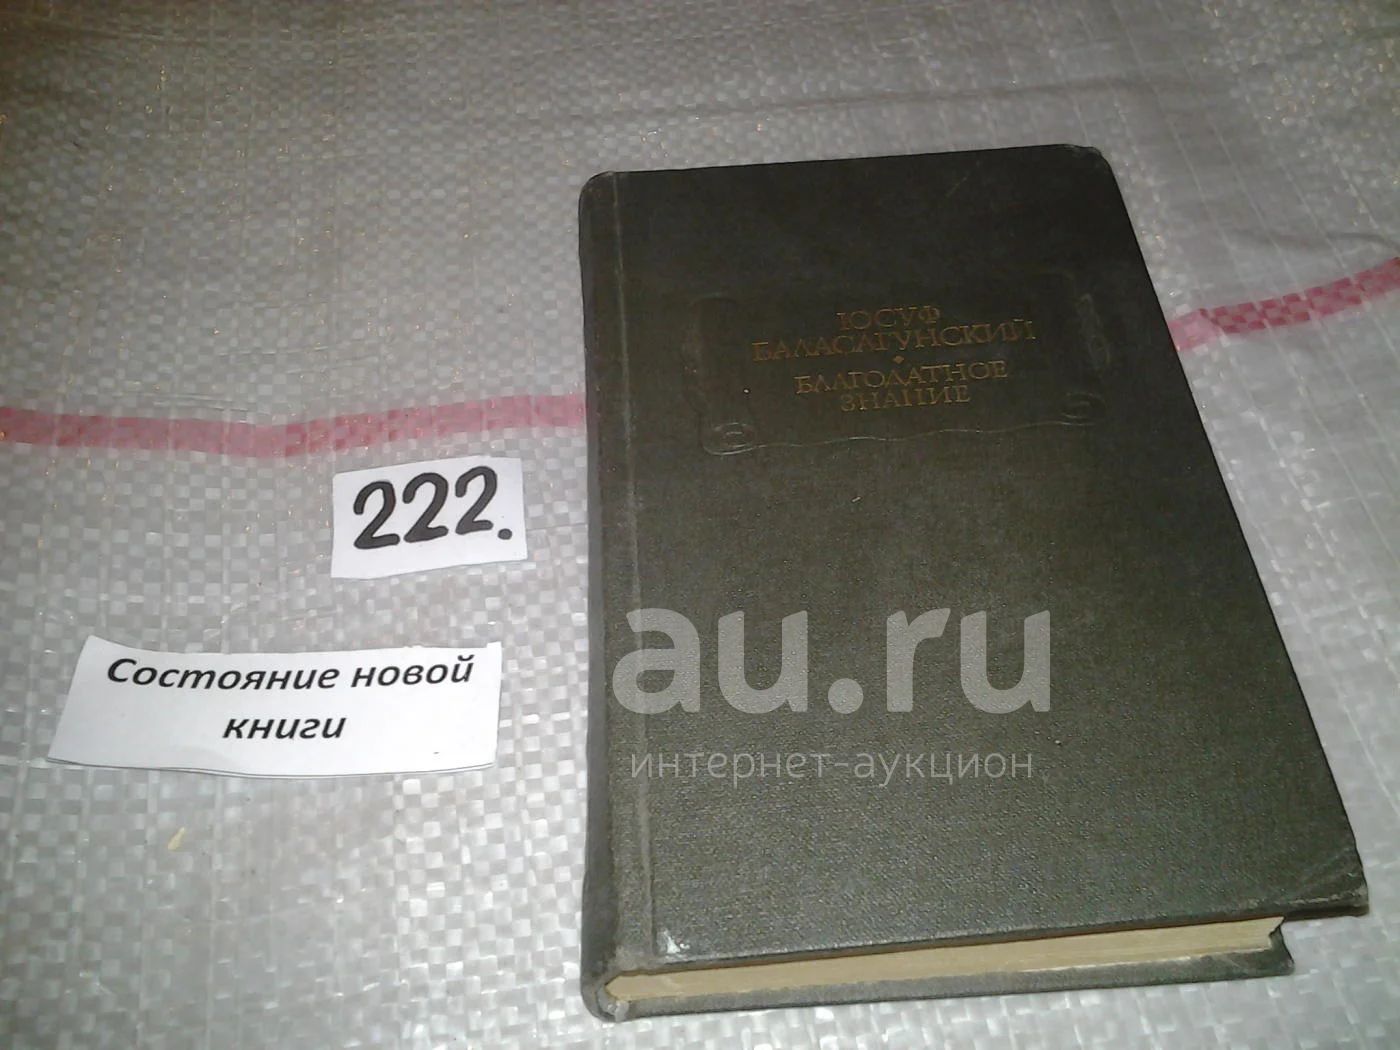 ЮСУФ
БАЛАСАГУНСКИЙ
БЛАГОДАТНОЕ
ЗНАНИЕ
222.
Состояние новой
книги
au.ru
интернет-аукцион